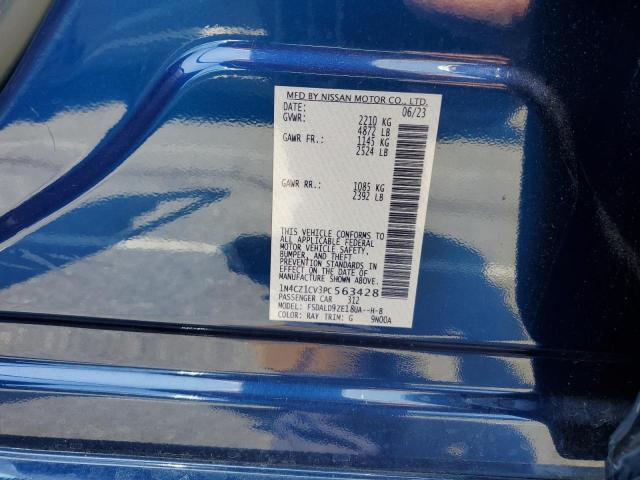 MFD BY NISSAN MOTOR CO., LTD.
DATE: 06/23
GVWR: 2210 KG
4872 LB
GAWR FR.: 1145 KG
2524 LB
GAWR RR.: 1085 KG
2392 LB
THIS VEHICLE CONFORMS TO
ALL APPLICABLE FEDERAL
MOTOR VEHICLE SAFETY,
BUMPER, AND THEFT
PREVENTION STANDARDS IN
EFFECT ON THE DATE OF
MANUFACTURE SHOWN ABOVE.
1N4CZ1CV3PC563428
PASSENGER CAR 312
MODEL: FSDALD9ZE18UA--H-B
COLOR: RAY TRIM: G 9N00A